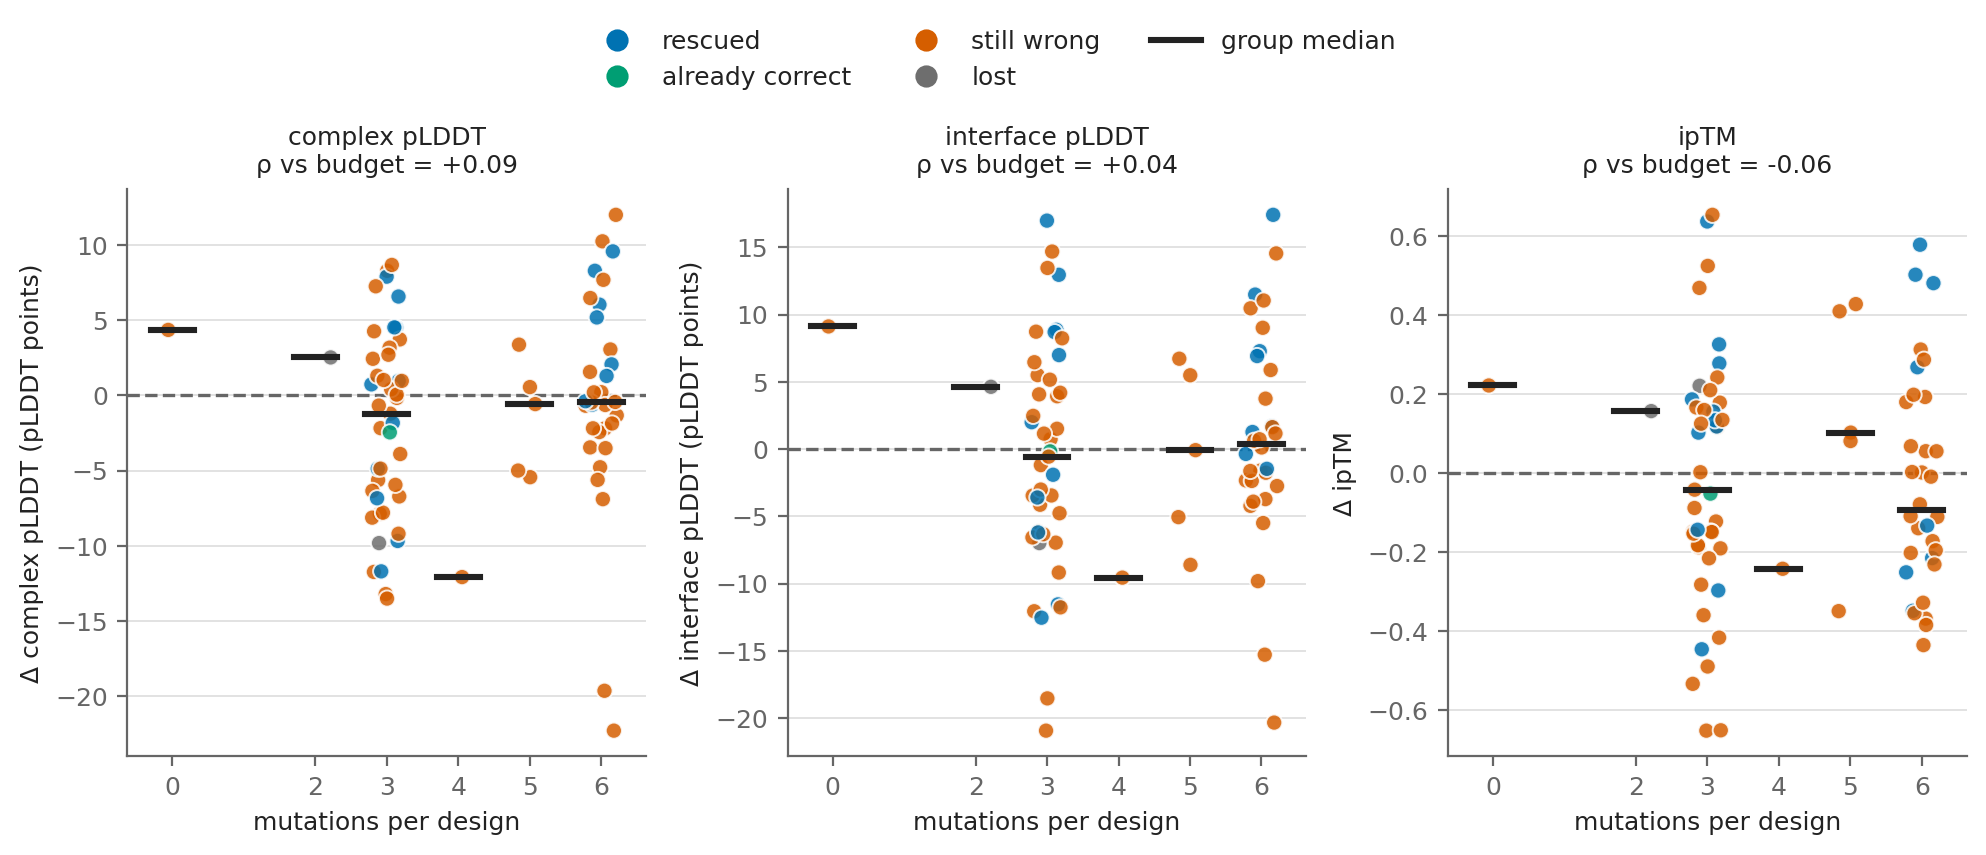 rescued
already correct
still wrong
lost
group median
complex pLDDT
ρ vs budget = +0.09
Δ complex pLDDT (pLDDT points)
10
5
0
−5
−10
−15
−20
0 2 3 4 5 6
mutations per design
interface pLDDT
ρ vs budget = +0.04
Δ interface pLDDT (pLDDT points)
15
10
5
0
−5
−10
−15
−20
0 2 3 4 5 6
mutations per design
ipTM
ρ vs budget = -0.06
Δ ipTM
0.6
0.4
0.2
0.0
−0.2
−0.4
−0.6
0 2 3 4 5 6
mutations per design